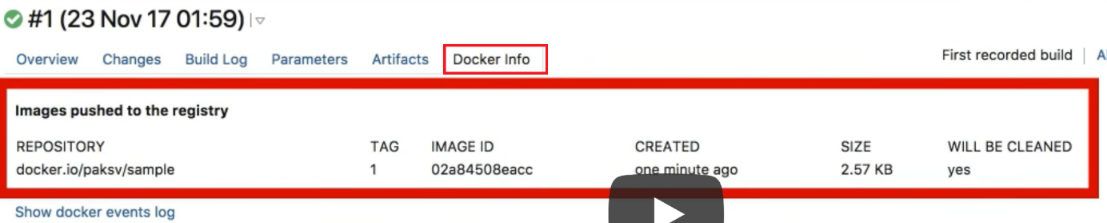 #1 (23 Nov 17 01:59)
Overview Changes Build Log Parameters Artifacts Docker Info First recorded build
Images pushed to the registry
REPOSITORY TAG IMAGE ID CREATED SIZE WILL BE CLEANED
docker.io/paksv/sample 1 02a84508eacc one minute ago 2.57 KB yes
Show docker events log